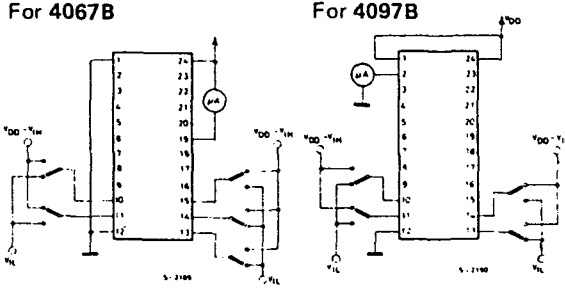 For 4067B
For 4097B
VDD
1 24
2 23
3 22
4 21
5 20
6 19
7 18
8 17
9 16
10 15
11 14
12 13
µA
VDD-VIH
VDD-VIH
VIL
VIL
S-2189
1 24
2 23
3 22
4 21
5 20
6 19
7 18
8 17
9 16
10 15
11 14
12 13
µA
VDD-VIH
VIL
VIL
S-2190